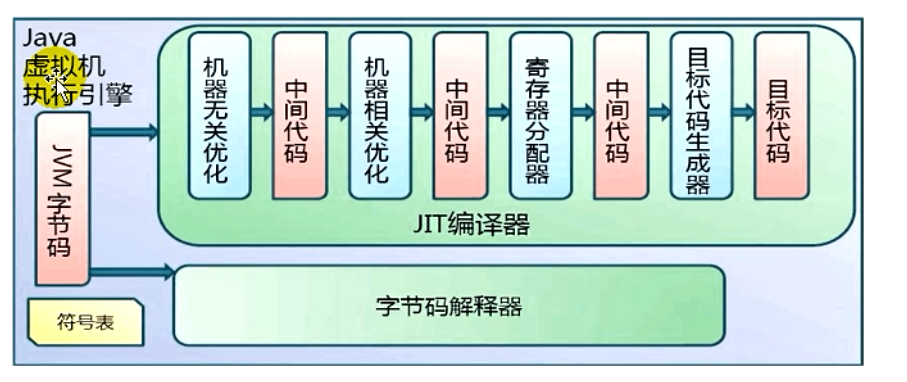 Java
虚拟机
执行引擎
JVM字节码
符号表
机器无关优化
中间代码
机器相关优化
中间代码
寄存器分配器
中间代码
目标代码生成器
目标代码
JIT编译器
字节码解释器